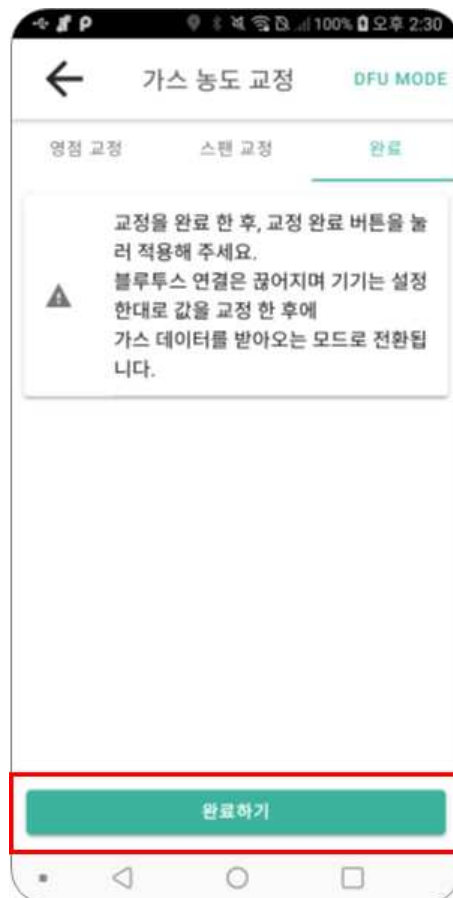 100% 오후 2:30
가스 농도 교정 DFU MODE
영점 교정 스팬 교정 완료
교정을 완료 한 후, 교정 완료 버튼을 눌
러 적용해 주세요.
블루투스 연결은 끊어지며 기기는 설정
한대로 값을 교정 한 후에
가스 데이터를 받아오는 모드로 전환됩
니다.
완료하기